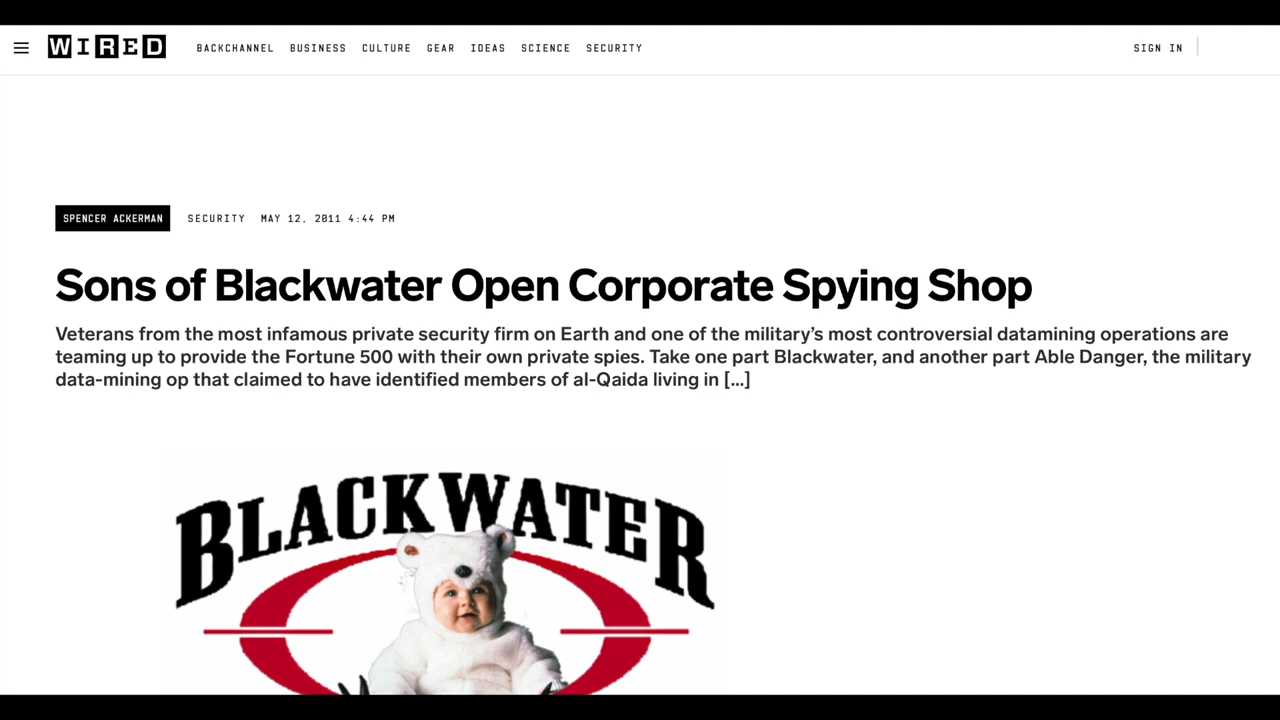 WIRED BACKCHANNEL BUSINESS CULTURE GEAR IDEAS SCIENCE SECURITY SIGN IN
SPENCER ACKERMAN SECURITY MAY 12, 2011 4:44 PM
Sons of Blackwater Open Corporate Spying Shop
Veterans from the most infamous private security firm on Earth and one of the military’s most controversial datamining operations are
teaming up to provide the Fortune 500 with their own private spies. Take one part Blackwater, and another part Able Danger, the military
data-mining op that claimed to have identified members of al-Qaida living in [...]
BLACKWATER